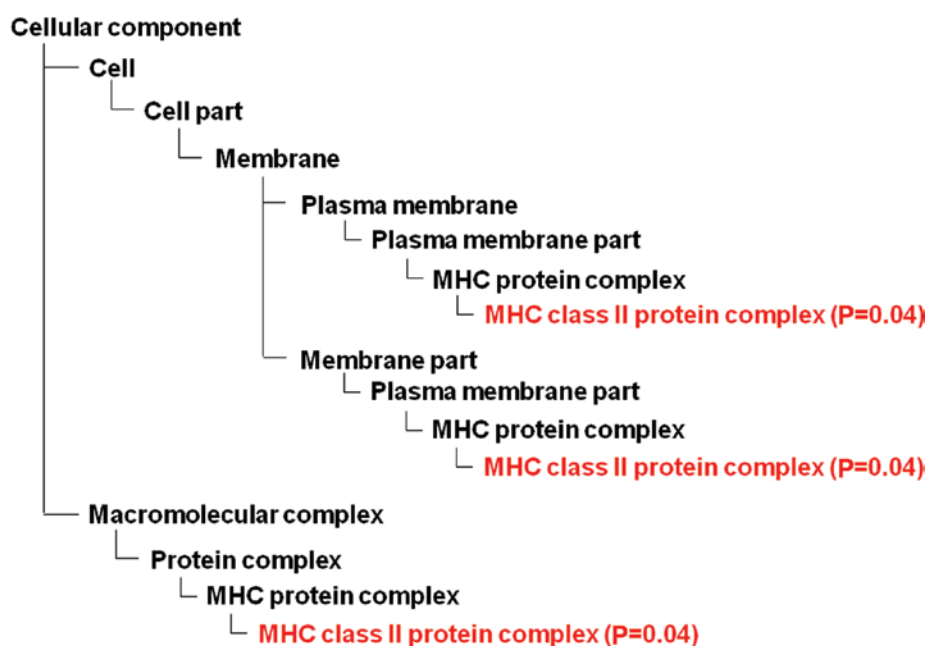 Cellular component
Cell
Cell part
Membrane
Plasma membrane
Plasma membrane part
MHC protein complex
MHC class II protein complex (P=0.04)
Membrane part
Plasma membrane part
MHC protein complex
MHC class II protein complex (P=0.04)
Macromolecular complex
Protein complex
MHC protein complex
MHC class II protein complex (P=0.04)